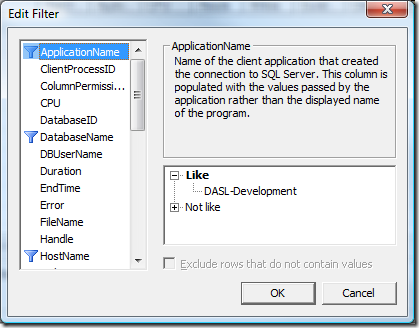 Edit Filter
ApplicationName
ClientProcessID
ColumnPermissi...
CPU
DatabaseID
DatabaseName
DBUserName
Duration
EndTime
Error
FileName
Handle
HostName
ApplicationName
Name of the client application that created
the connection to SQL Server. This column is
populated with the values passed by the
application rather than the displayed name
of the program.
Like
DASL-Development
Not like
Exclude rows that do not contain values
OK
Cancel